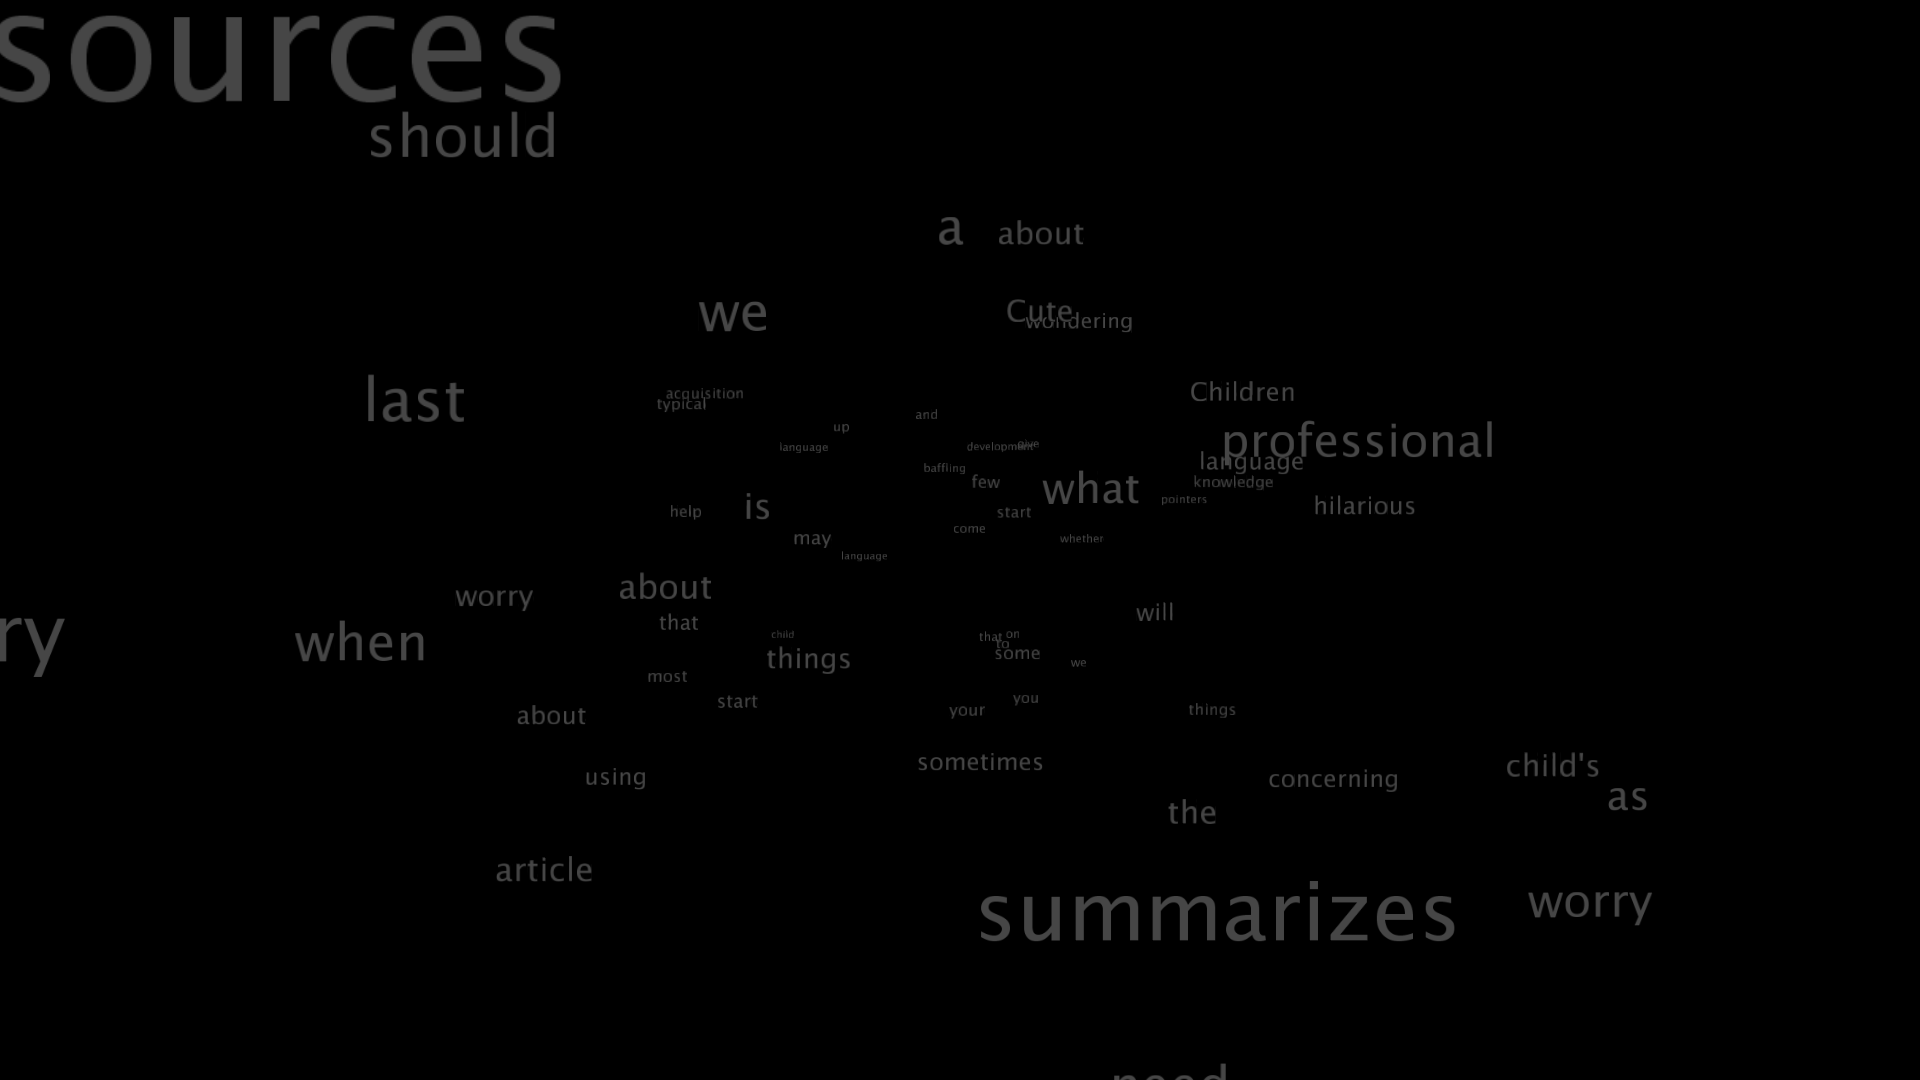 sources
should
a about
we Cute
wondering
last acquisition Children
typical
and
up professional
language development give
language
baffling
few what knowledge
pointers
help is start hilarious
come
may whether
language
about
worry
will
that
when child that on
to
things some we
most
start you
your things
about
sometimes child's
using concerning
as
the
article
summarizes worry